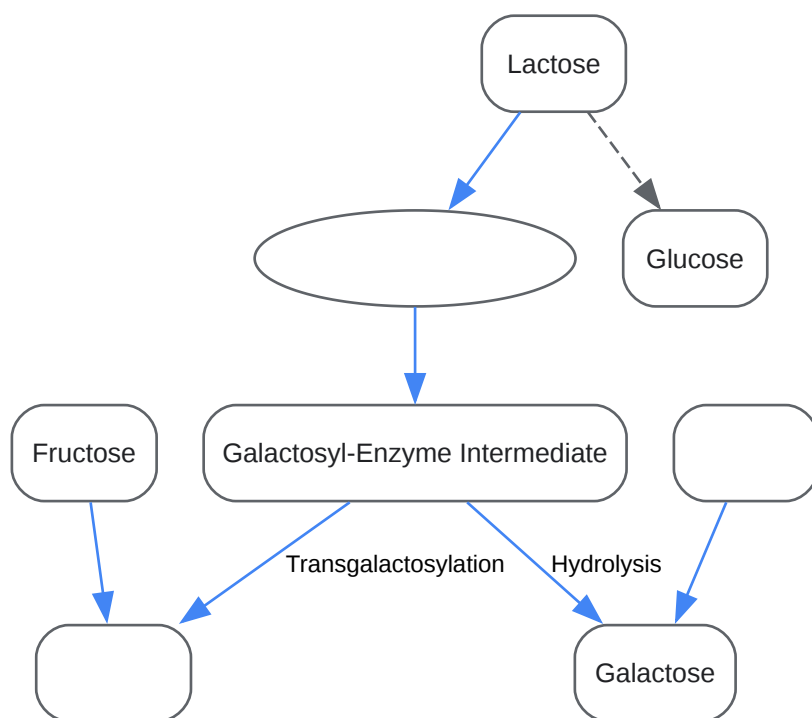 Lactose
Glucose
Fructose
Galactosyl-Enzyme Intermediate
Transgalactosylation
Hydrolysis
Galactose